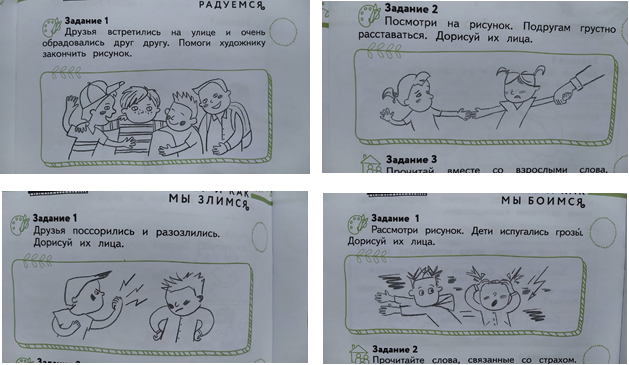 РАДУЕМСЯ
Задание 1
Друзья встретились на улице и очень
обрадовались друг другу. Помоги художнику
закончить рисунок.
Задание 2
Посмотри на рисунок. Подругам грустно
расставаться. Дорисуй их лица.
Задание 3
Прочитай вместе со взрослыми слова,
И КАК
МЫ ЗЛИМСЯ
Задание 1
Друзья поссорились и разозлились.
Дорисуй их лица.
КАК
МЫ БОИМСЯ
Задание 1
Рассмотри рисунок. Дети испугались грозы.
Дорисуй их лица.
Задание 2
Прочитайте слова, связанные со страхом.